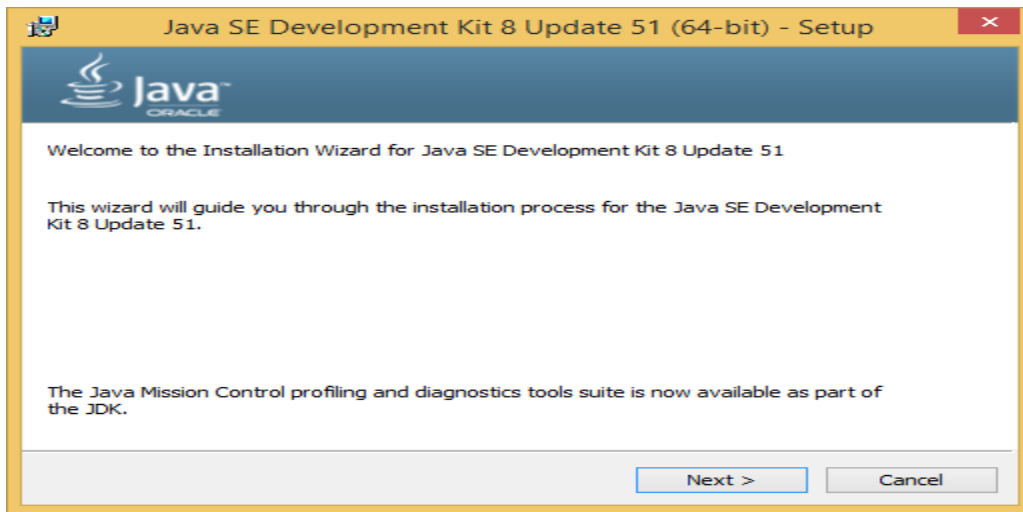 Java SE Development Kit 8 Update 51 (64-bit) - Setup
Java™
ORACLE
Welcome to the Installation Wizard for Java SE Development Kit 8 Update 51
This wizard will guide you through the installation process for the Java SE Development
Kit 8 Update 51.
The Java Mission Control profiling and diagnostics tools suite is now available as part of
the JDK.
Next >
Cancel